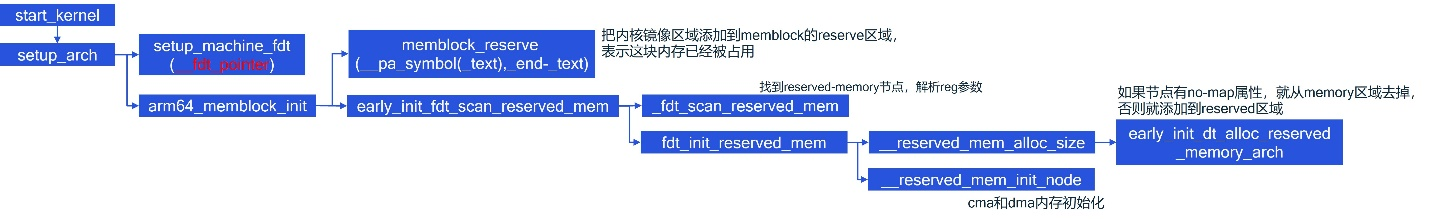 start_kernel
setup_arch
setup_machine_fdt
(__fdt_pointer)
arm64_memblock_init
memblock_reserve
(__pa_symbol(_text),_end-_text)
把内核镜像区域添加到memblock的reserve区域，
表示这块内存已经被占用
early_init_fdt_scan_reserved_mem
找到reserved-memory节点，解析reg参数
_fdt_scan_reserved_mem
fdt_init_reserved_mem
__reserved_mem_alloc_size
如果节点有no-map属性，就从memory区域去掉，
否则就添加到reserved区域
early_init_dt_alloc_reserved
_memory_arch
__reserved_mem_init_node
cma和dma内存初始化